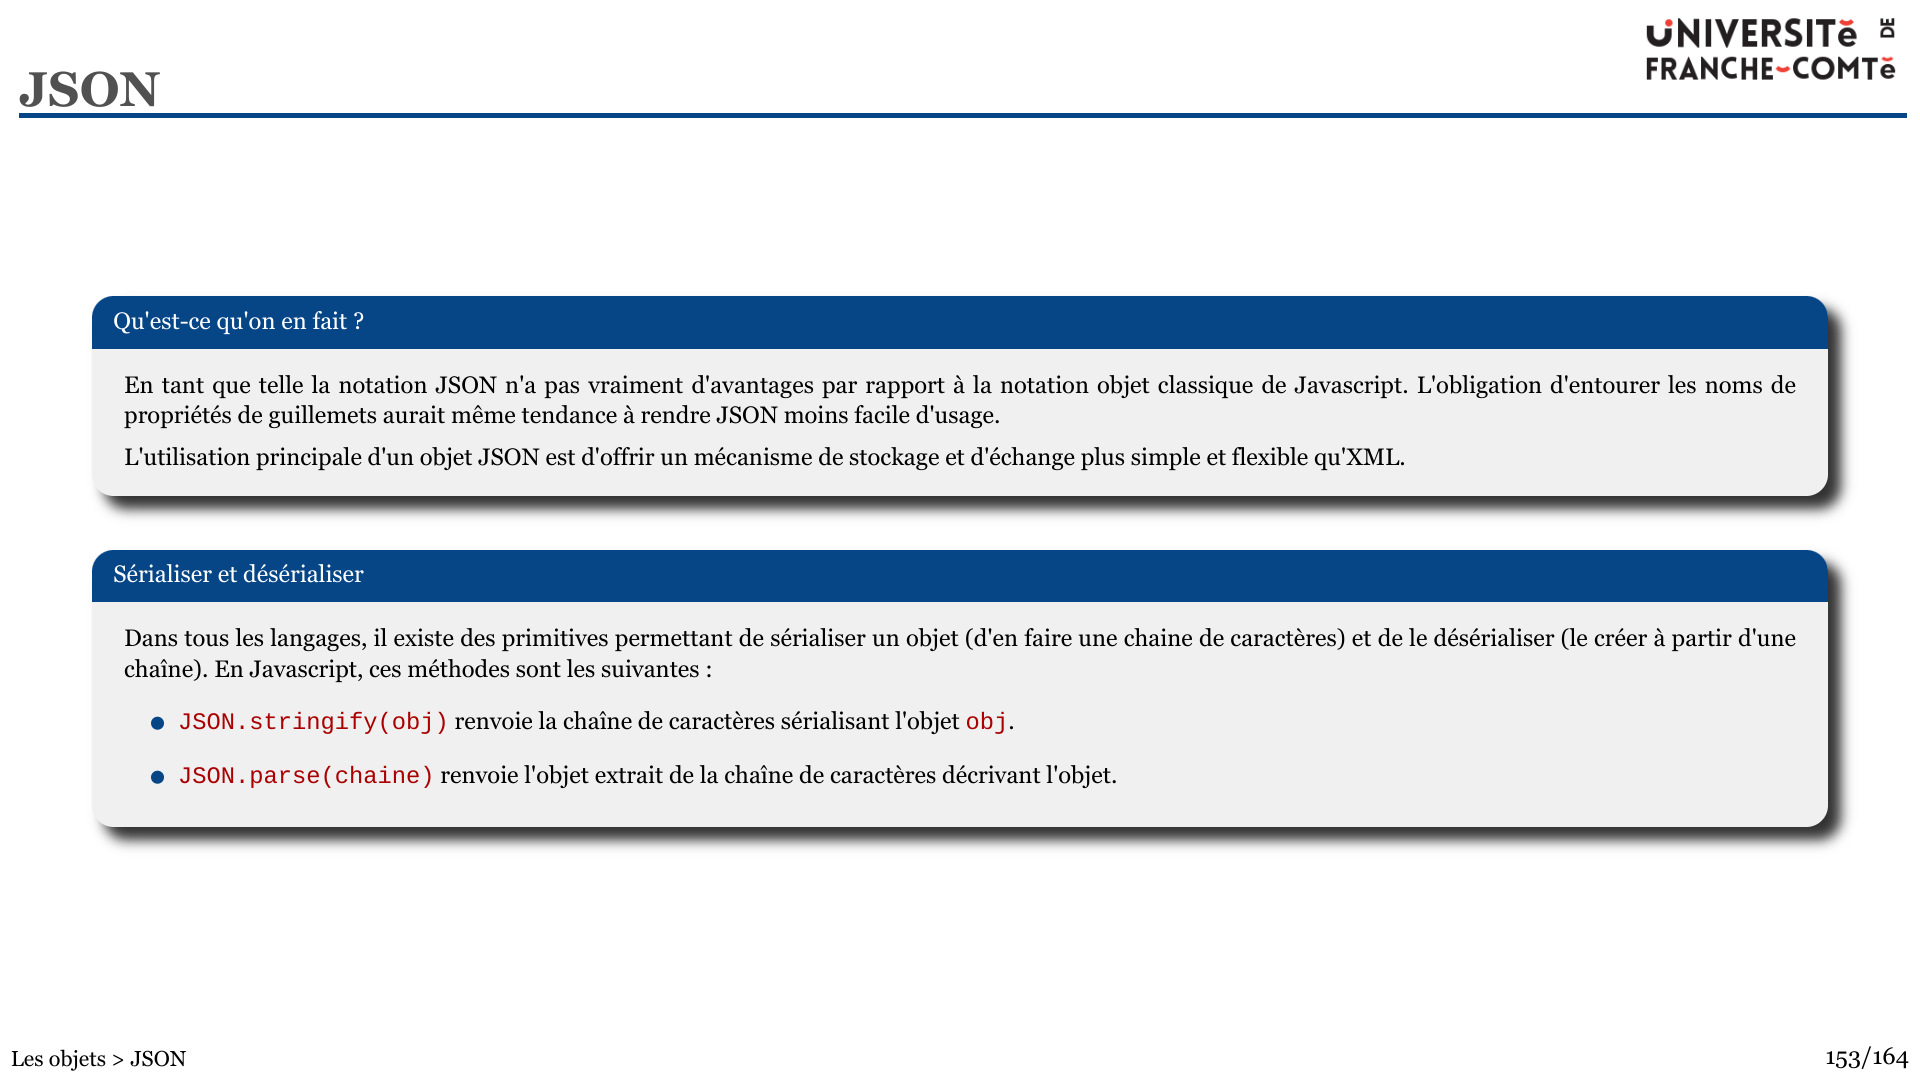 UNIVERSITé DE
FRANCHE-COMTé
JSON
Qu'est-ce qu'on en fait ?
En tant que telle la notation JSON n'a pas vraiment d'avantages par rapport à la notation objet classique de Javascript. L'obligation d'entourer les noms de
propriétés de guillemets aurait même tendance à rendre JSON moins facile d'usage.
L'utilisation principale d'un objet JSON est d'offrir un mécanisme de stockage et d'échange plus simple et flexible qu'XML.
Sérialiser et désérialiser
Dans tous les langages, il existe des primitives permettant de sérialiser un objet (d'en faire une chaine de caractères) et de le désérialiser (le créer à partir d'une
chaîne). En Javascript, ces méthodes sont les suivantes :
JSON.stringify(obj) renvoie la chaîne de caractères sérialisant l'objet obj.
JSON.parse(chaine) renvoie l'objet extrait de la chaîne de caractères décrivant l'objet.
Les objets > JSON
153/164